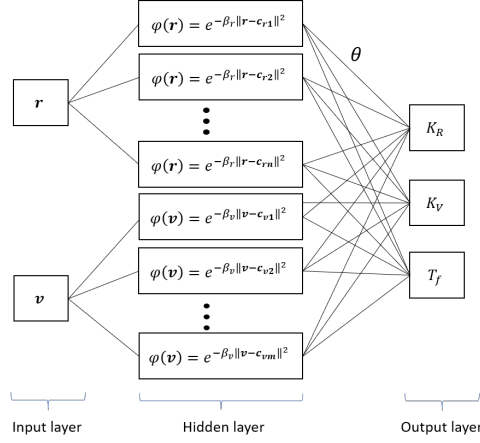 φ(r) = e^{−β_r‖r−c_{r1}‖²}
θ
φ(r) = e^{−β_r‖r−c_{r2}‖²}
r
K_R
φ(r) = e^{−β_r‖r−c_{rn}‖²}
φ(v) = e^{−β_v‖v−c_{v1}‖²}
K_V
φ(v) = e^{−β_v‖v−c_{v2}‖²}
T_f
v
φ(v) = e^{−β_v‖v−c_{vm}‖²}
Input layer
Hidden layer
Output layer